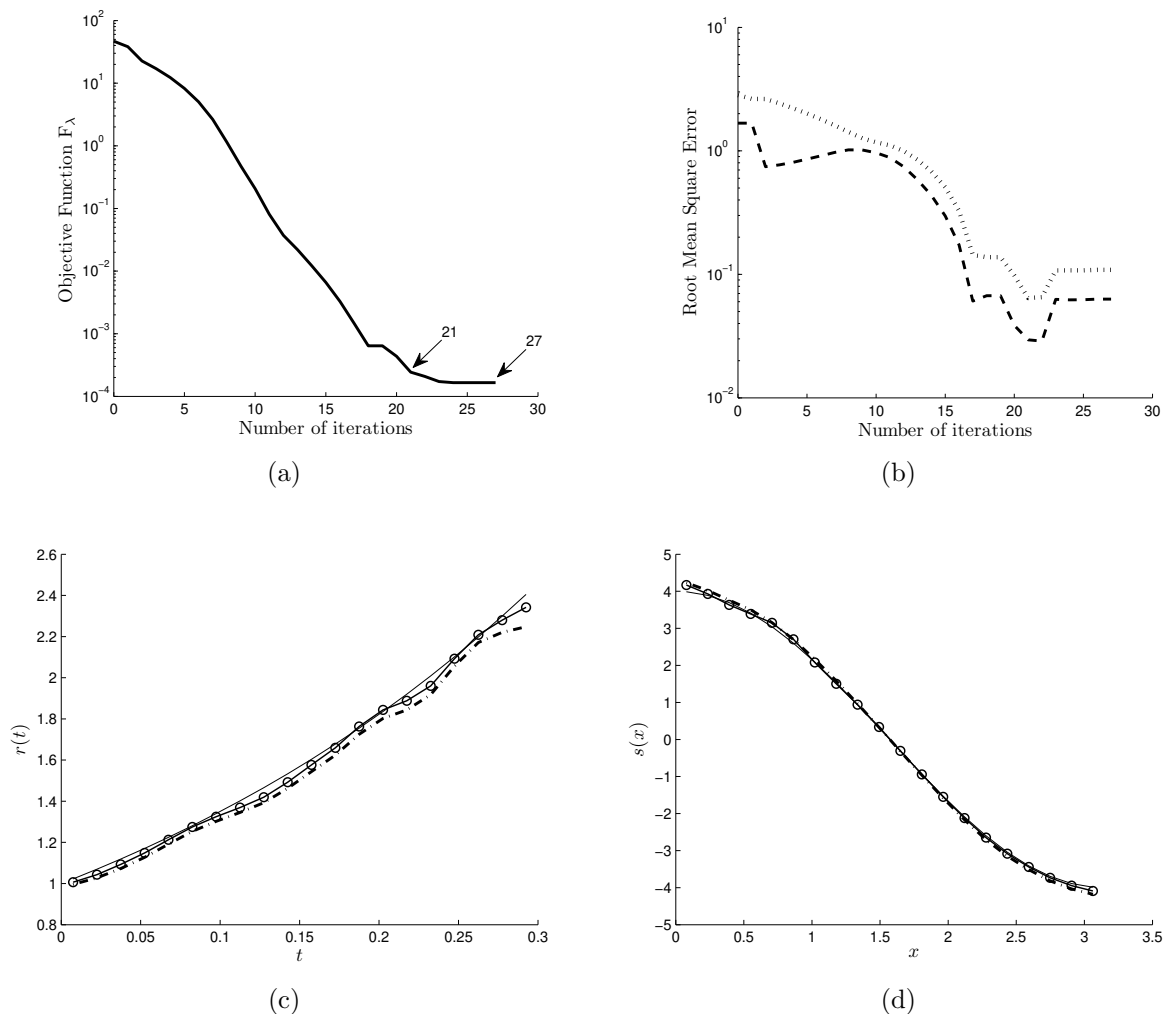 10^2
10^1
10^0
10^-1
10^-2
10^-3
10^-4
Objective Function F_λ
21
27
0 5 10 15 20 25 30
Number of iterations
(a)
10^1
10^0
10^-1
10^-2
Root Mean Square Error
0 5 10 15 20 25 30
Number of iterations
(b)
2.6
2.4
2.2
2
1.8
1.6
1.4
1.2
1
0.8
r(t)
0 0.05 0.1 0.15 0.2 0.25 0.3
t
(c)
5
4
3
2
1
0
−1
−2
−3
−4
−5
s(x)
0 0.5 1 1.5 2 2.5 3 3.5
x
(d)